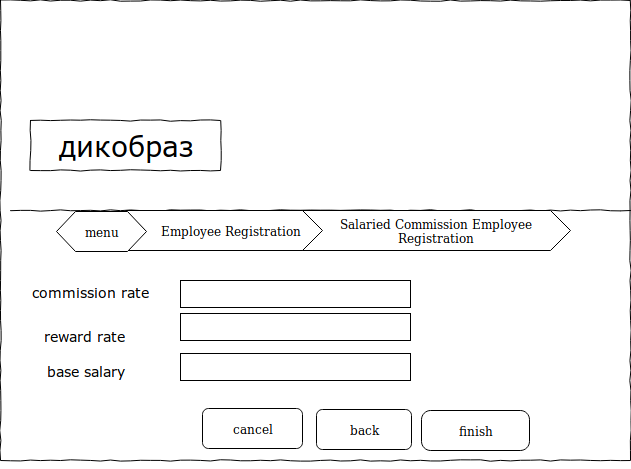 дикобраз
menu
Employee Registration
Salaried Commission Employee
Registration
commission rate
reward rate
base salary
cancel
back
finish